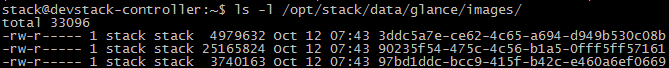 stack@devstack-controller:~$ ls -l /opt/stack/data/glance/images/
total 33096
-rw-r----- 1 stack stack  4979632 Oct 12 07:43 3ddc5a7e-ce62-4c65-a694-d949b530c08b
-rw-r----- 1 stack stack 25165824 Oct 12 07:43 90235f54-475c-4c56-b1a5-0fff5ff57161
-rw-r----- 1 stack stack  3740163 Oct 12 07:43 97bd1ddc-bcc9-415f-b42c-e460a6ef0669